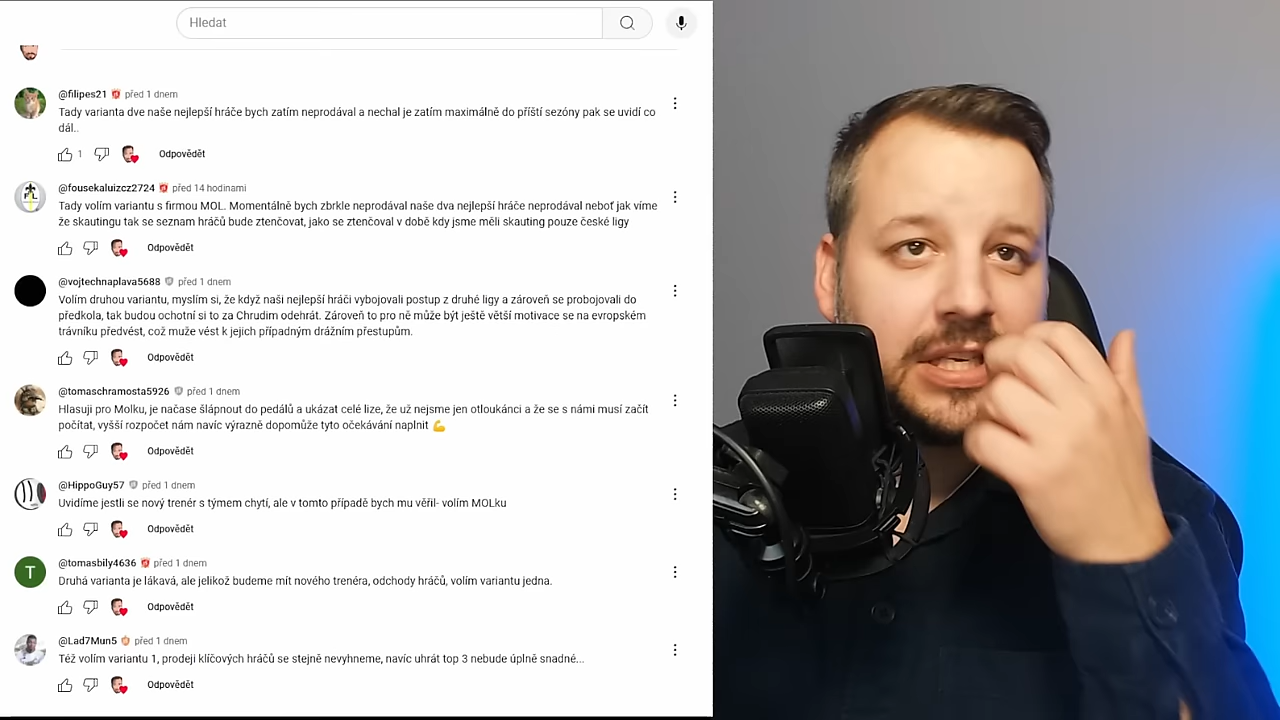 Hledat
@filipes21 před 1 dnem
Tady varianta dve naše nejlepší hráče bych zatím neprodával a nechal je zatím maximálně do příští sezóny pak se uvidí co
dál..
1 Odpovědět
@fousekaluizcz2724 před 14 hodinami
Tady volím variantu s firmou MOL. Momentálně bych zbrkle neprodával naše dva nejlepší hráče neprodával neboť jak víme
že skautingu tak se seznam hráčů bude ztenčovat, jako se ztenčoval v době kdy jsme měli skauting pouze české ligy
Odpovědět
@vojtechnaplava5688 před 1 dnem
Volím druhou variantu, myslím si, že když naši nejlepší hráči vybojovali postup z druhé ligy a zároveň se probojovali do
předkola, tak budou ochotní si to za Chrudim odehrát. Zároveň to pro ně může být ještě větší motivace se na evropském
trávníku předvést, což muže vést k jejich případným drážním přestupům.
Odpovědět
@tomaschramosta5926 před 1 dnem
Hlasuji pro Molku, je načase šlápnout do pedálů a ukázat celé lize, že už nejsme jen otloukánci a že se s námi musí začít
počítat, vyšší rozpočet nám navíc výrazně dopomůže tyto očekávání naplnit 💪
Odpovědět
@HippoGuy57 před 1 dnem
Uvidíme jestli se nový trenér s týmem chytí, ale v tomto případě bych mu věřil- volím MOLku
Odpovědět
T
@tomasbily4636 před 1 dnem
Druhá varianta je lákavá, ale jelikož budeme mít nového trenéra, odchody hráčů, volím variantu jedna.
Odpovědět
@Lad7Mun5 před 1 dnem
Též volím variantu 1, prodeji klíčových hráčů se stejně nevyhneme, navíc uhrát top 3 nebude úplně snadné...
Odpovědět